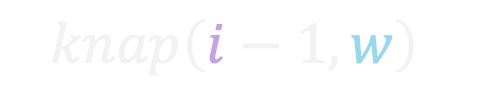 knap(i − 1, w)